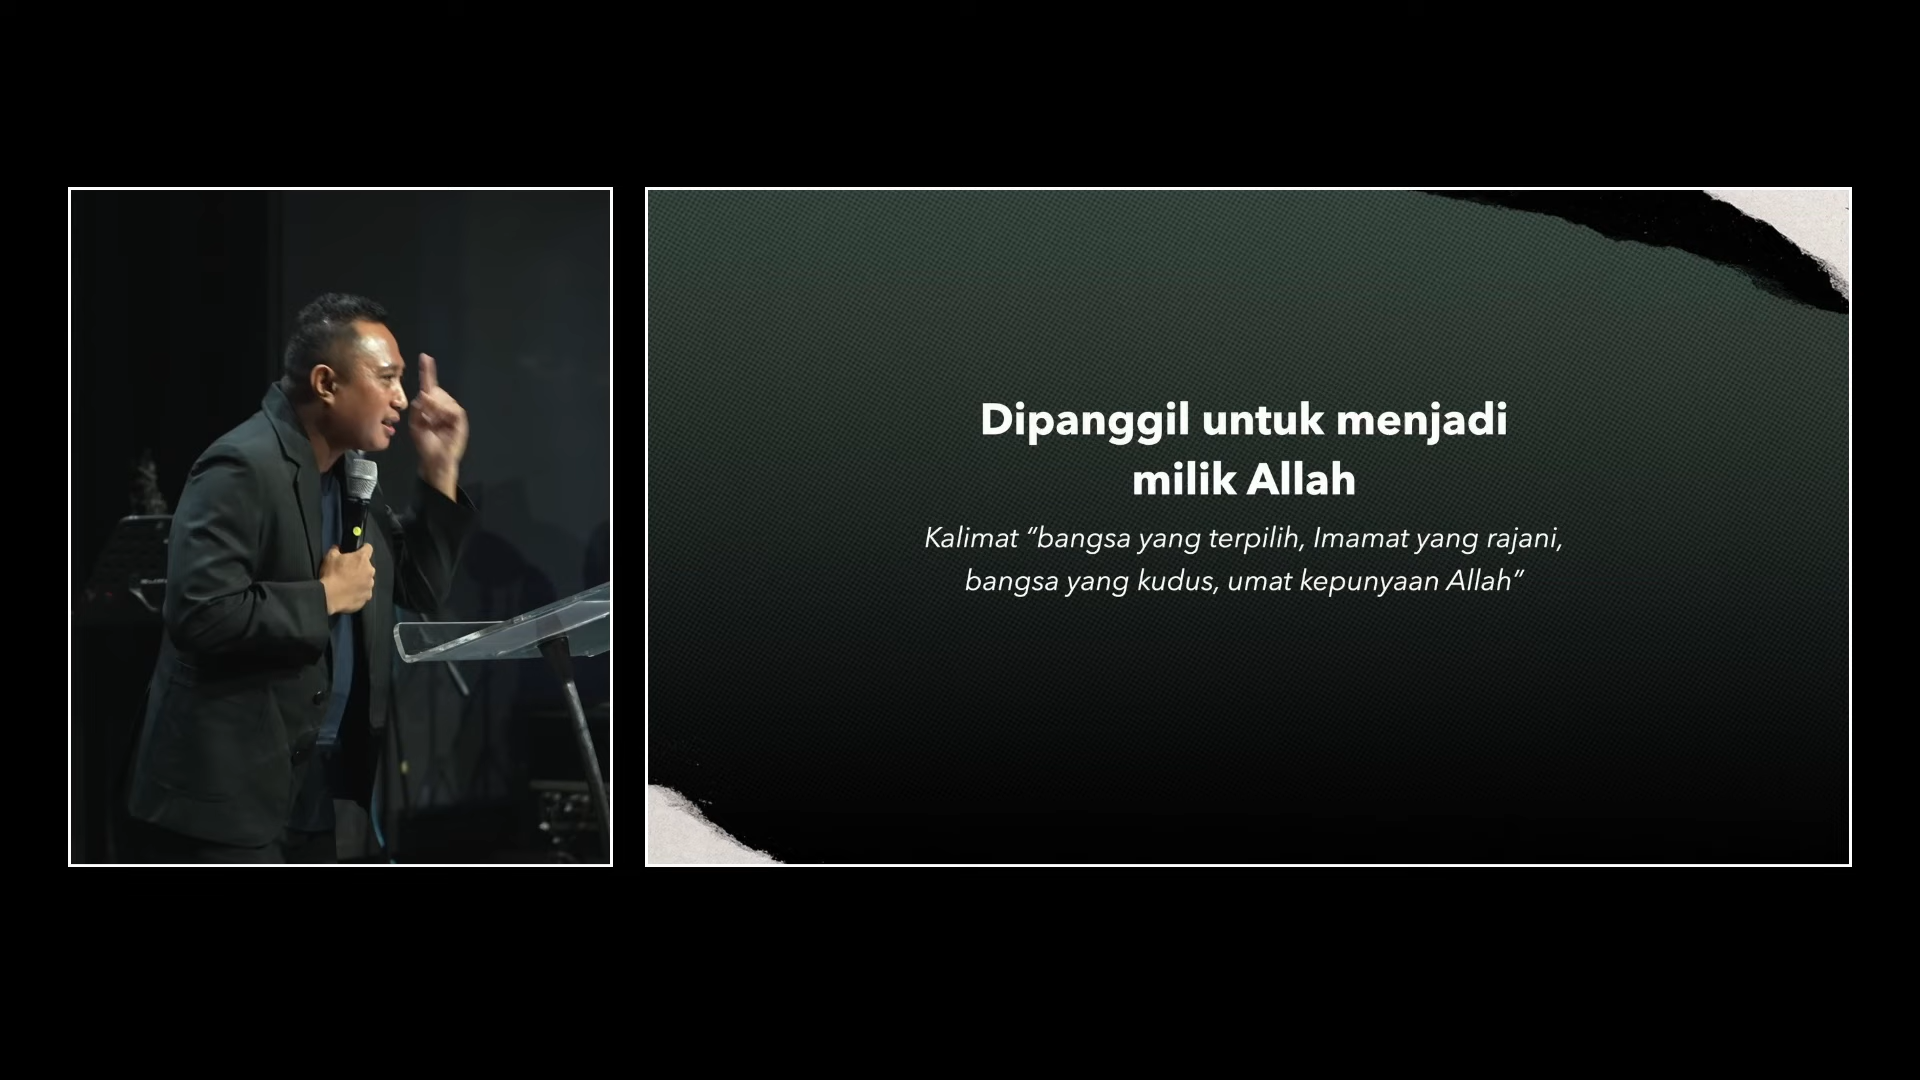 Dipanggil untuk menjadi
milik Allah
Kalimat “bangsa yang terpilih, Imamat yang rajani,
bangsa yang kudus, umat kepunyaan Allah”